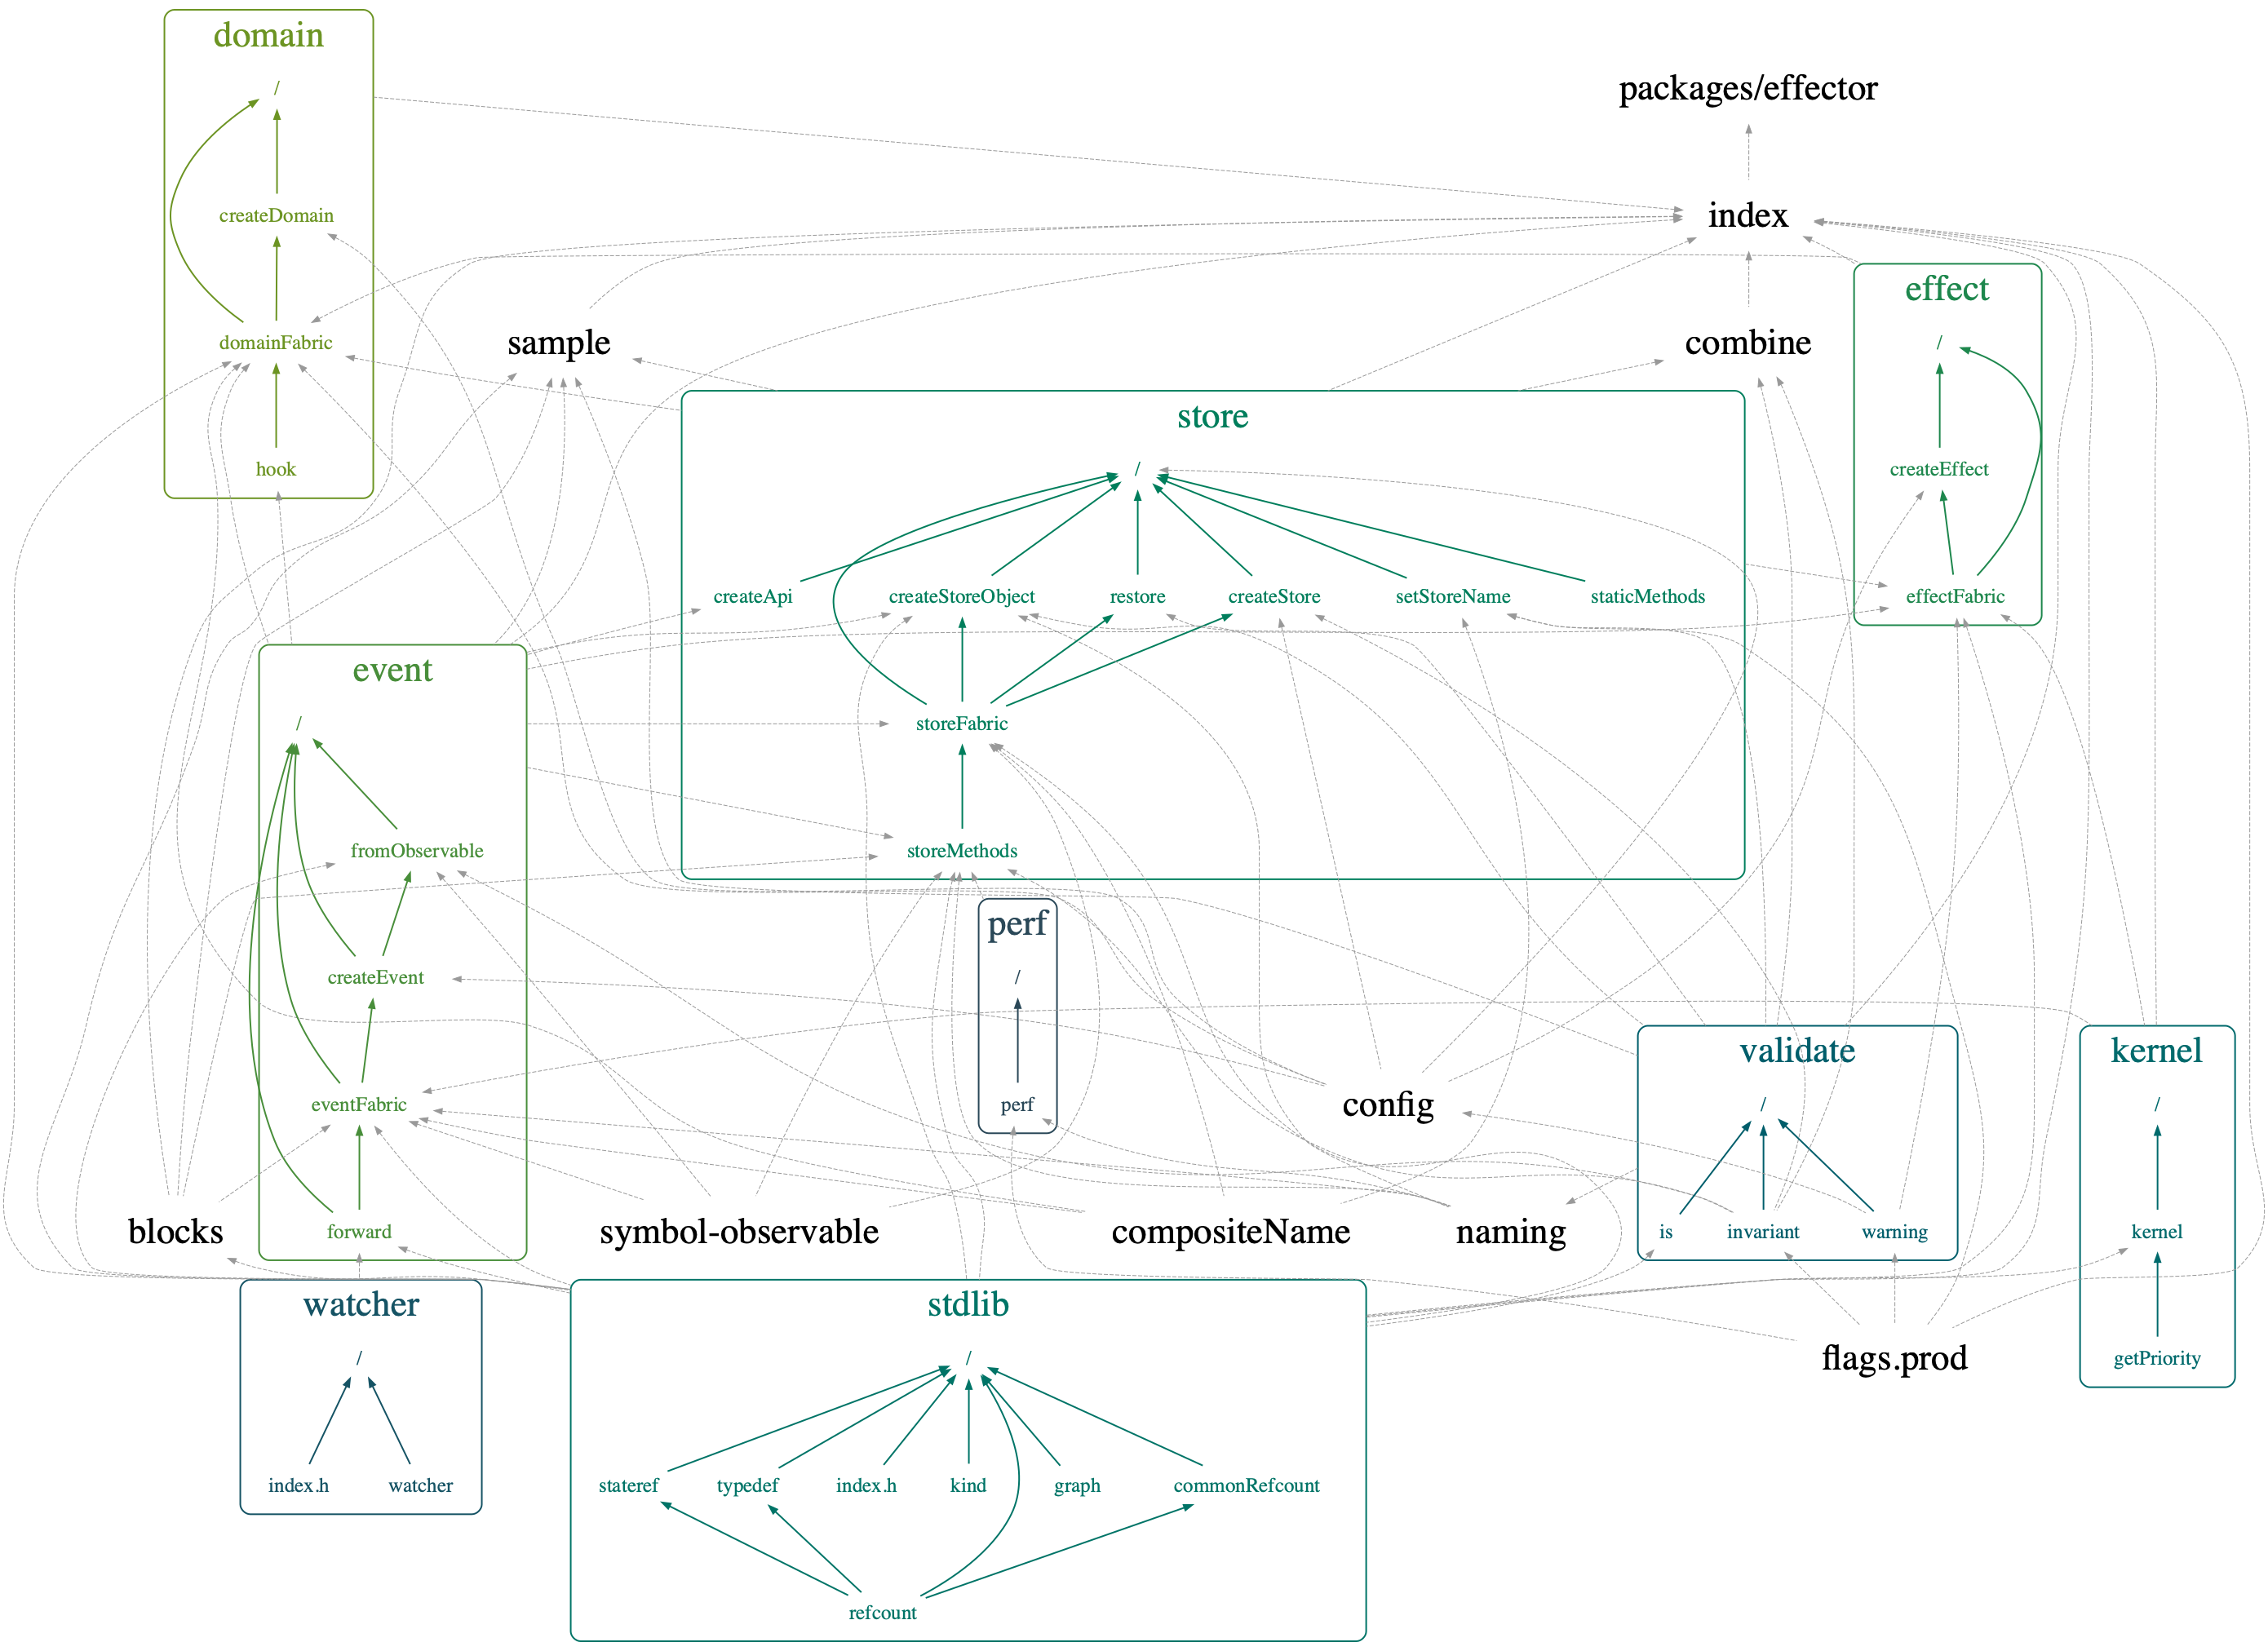 domain
/
createDomain
domainFabric
hook
packages/effector
index
sample
combine
effect
/
createEffect
effectFabric
store
/
createApi
createStoreObject
restore
createStore
setStoreName
staticMethods
storeFabric
storeMethods
event
/
fromObservable
createEvent
eventFabric
forward
perf
/
perf
config
validate
/
is
invariant
warning
kernel
/
kernel
getPriority
blocks
symbol-observable
compositeName
naming
flags.prod
watcher
/
index.h
watcher
stdlib
/
stateref
typedef
index.h
kind
graph
commonRefcount
refcount